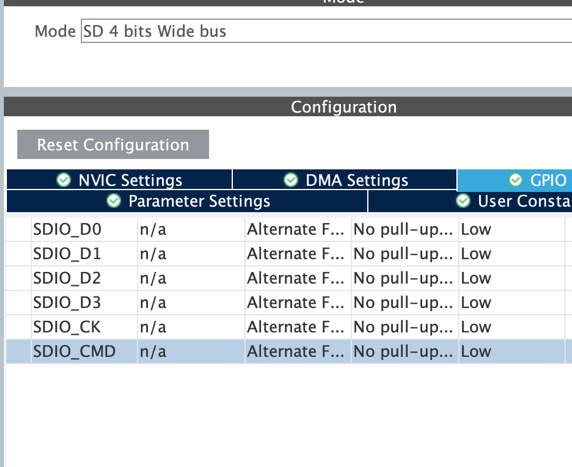 Mode
Mode SD 4 bits Wide bus
Configuration
Reset Configuration
NVIC Settings DMA Settings GPIO
Parameter Settings User Consta
SDIO_D0 n/a Alternate F... No pull-up... Low
SDIO_D1 n/a Alternate F... No pull-up... Low
SDIO_D2 n/a Alternate F... No pull-up... Low
SDIO_D3 n/a Alternate F... No pull-up... Low
SDIO_CK n/a Alternate F... No pull-up... Low
SDIO_CMD n/a Alternate F... No pull-up... Low